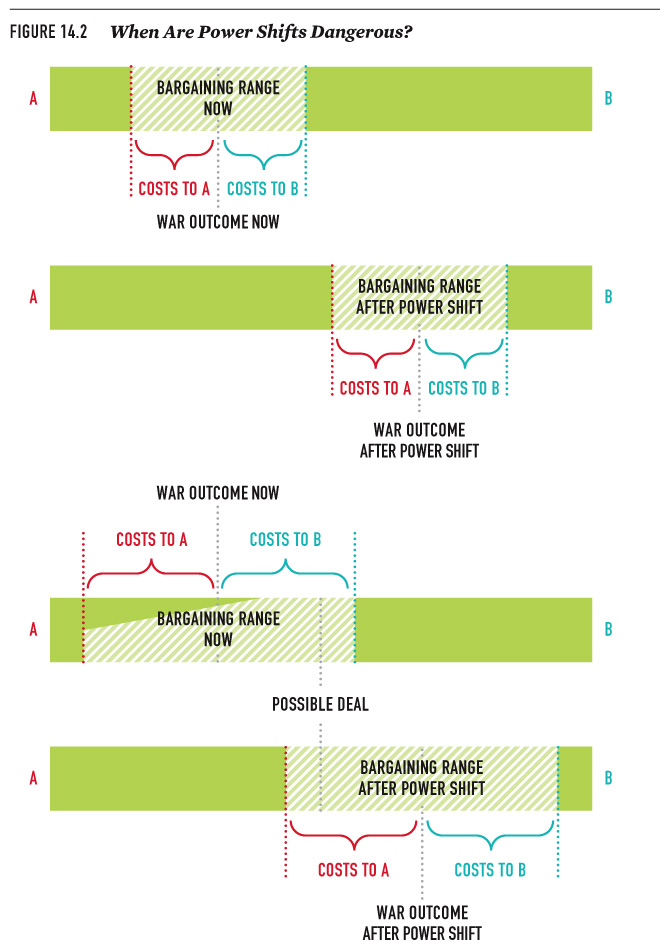 FIGURE 14.2 When Are Power Shifts Dangerous?
A
BARGAINING RANGE
NOW
B
COSTS TO A
COSTS TO B
WAR OUTCOME NOW
A
BARGAINING RANGE
AFTER POWER SHIFT
B
COSTS TO A
COSTS TO B
WAR OUTCOME
AFTER POWER SHIFT
WAR OUTCOME NOW
COSTS TO A
COSTS TO B
A
BARGAINING RANGE
NOW
B
POSSIBLE DEAL
A
BARGAINING RANGE
AFTER POWER SHIFT
B
COSTS TO A
COSTS TO B
WAR OUTCOME
AFTER POWER SHIFT